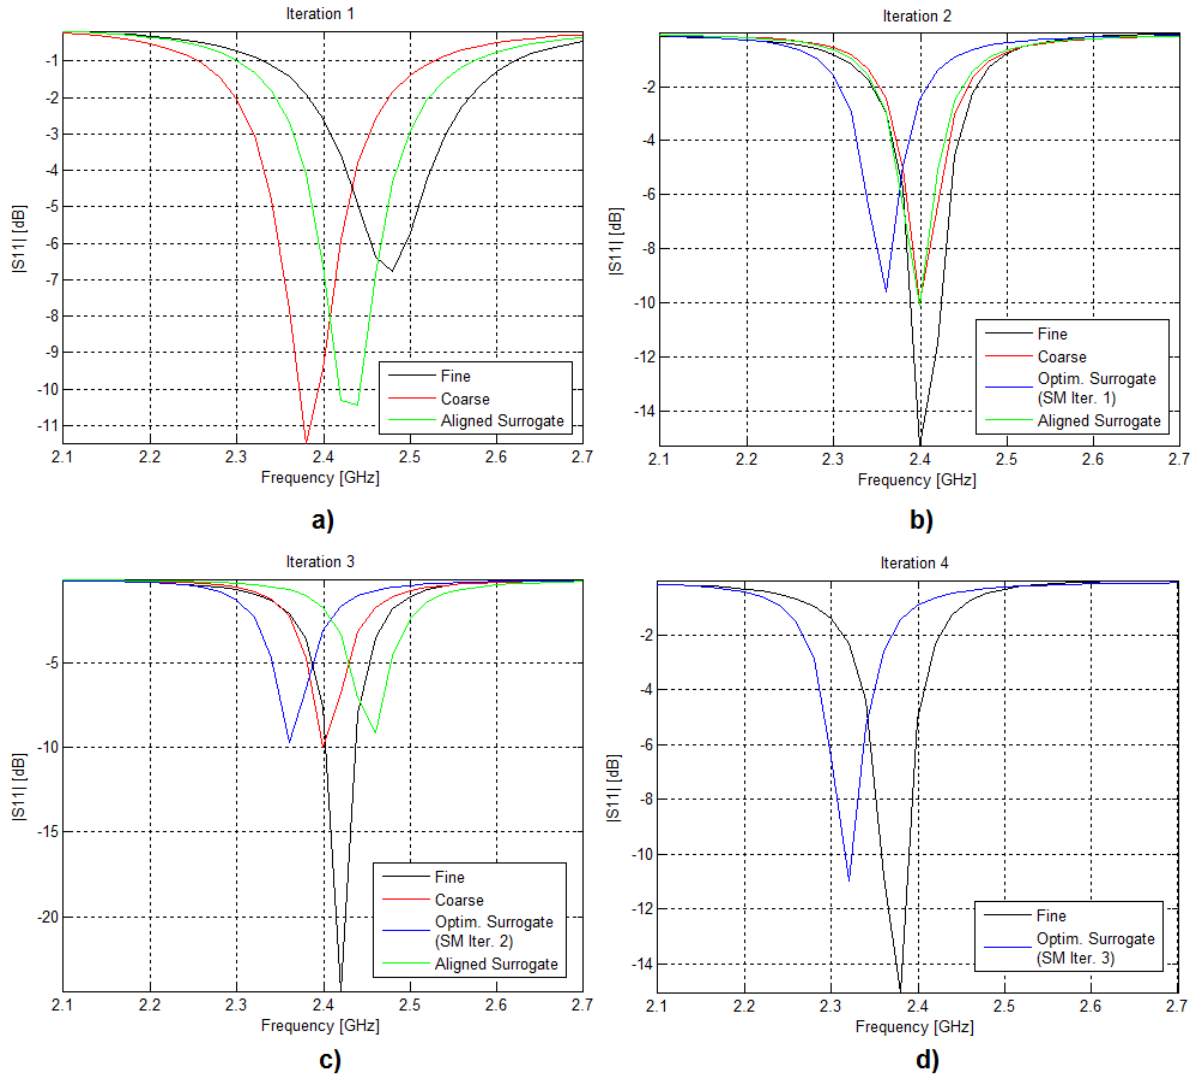 Iteration 1
-1
-2
-3
-4
-5
-6
-7
-8
-9
-10
-11
|S11| [dB]
Fine
Coarse
Aligned Surrogate
2.1 2.2 2.3 2.4 2.5 2.6 2.7
Frequency [GHz]
a)
Iteration 2
-2
-4
-6
-8
-10
-12
-14
|S11| [dB]
Fine
Coarse
Optim. Surrogate
(SM Iter. 1)
Aligned Surrogate
2.1 2.2 2.3 2.4 2.5 2.6 2.7
Frequency [GHz]
b)
Iteration 3
-5
-10
-15
-20
|S11| [dB]
Fine
Coarse
Optim. Surrogate
(SM Iter. 2)
Aligned Surrogate
2.1 2.2 2.3 2.4 2.5 2.6 2.7
Frequency [GHz]
c)
Iteration 4
-2
-4
-6
-8
-10
-12
-14
|S11| [dB]
Fine
Optim. Surrogate
(SM Iter. 3)
2.1 2.2 2.3 2.4 2.5 2.6 2.7
Frequency [GHz]
d)